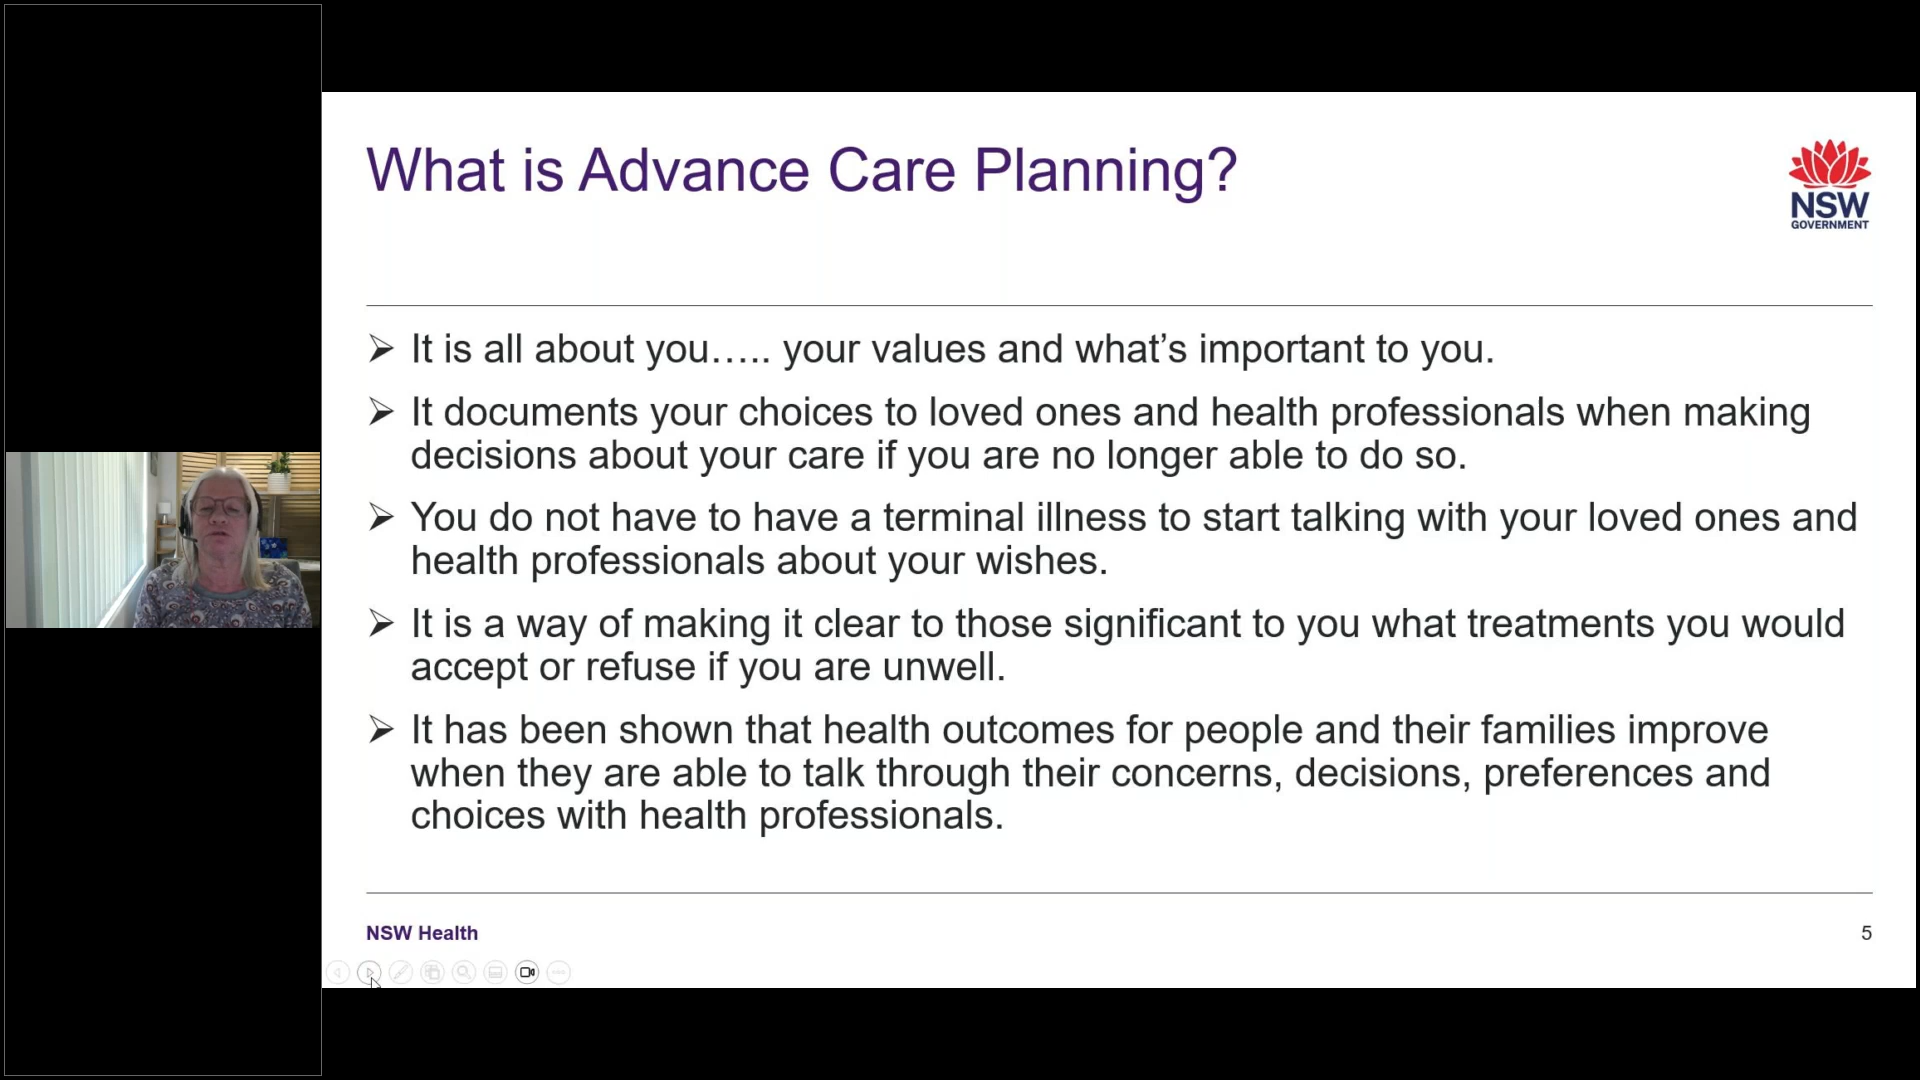 What is Advance Care Planning?
NSW
GOVERNMENT
➢ It is all about you….. your values and what’s important to you.
➢ It documents your choices to loved ones and health professionals when making
decisions about your care if you are no longer able to do so.
➢ You do not have to have a terminal illness to start talking with your loved ones and
health professionals about your wishes.
➢ It is a way of making it clear to those significant to you what treatments you would
accept or refuse if you are unwell.
➢ It has been shown that health outcomes for people and their families improve
when they are able to talk through their concerns, decisions, preferences and
choices with health professionals.
NSW Health
5